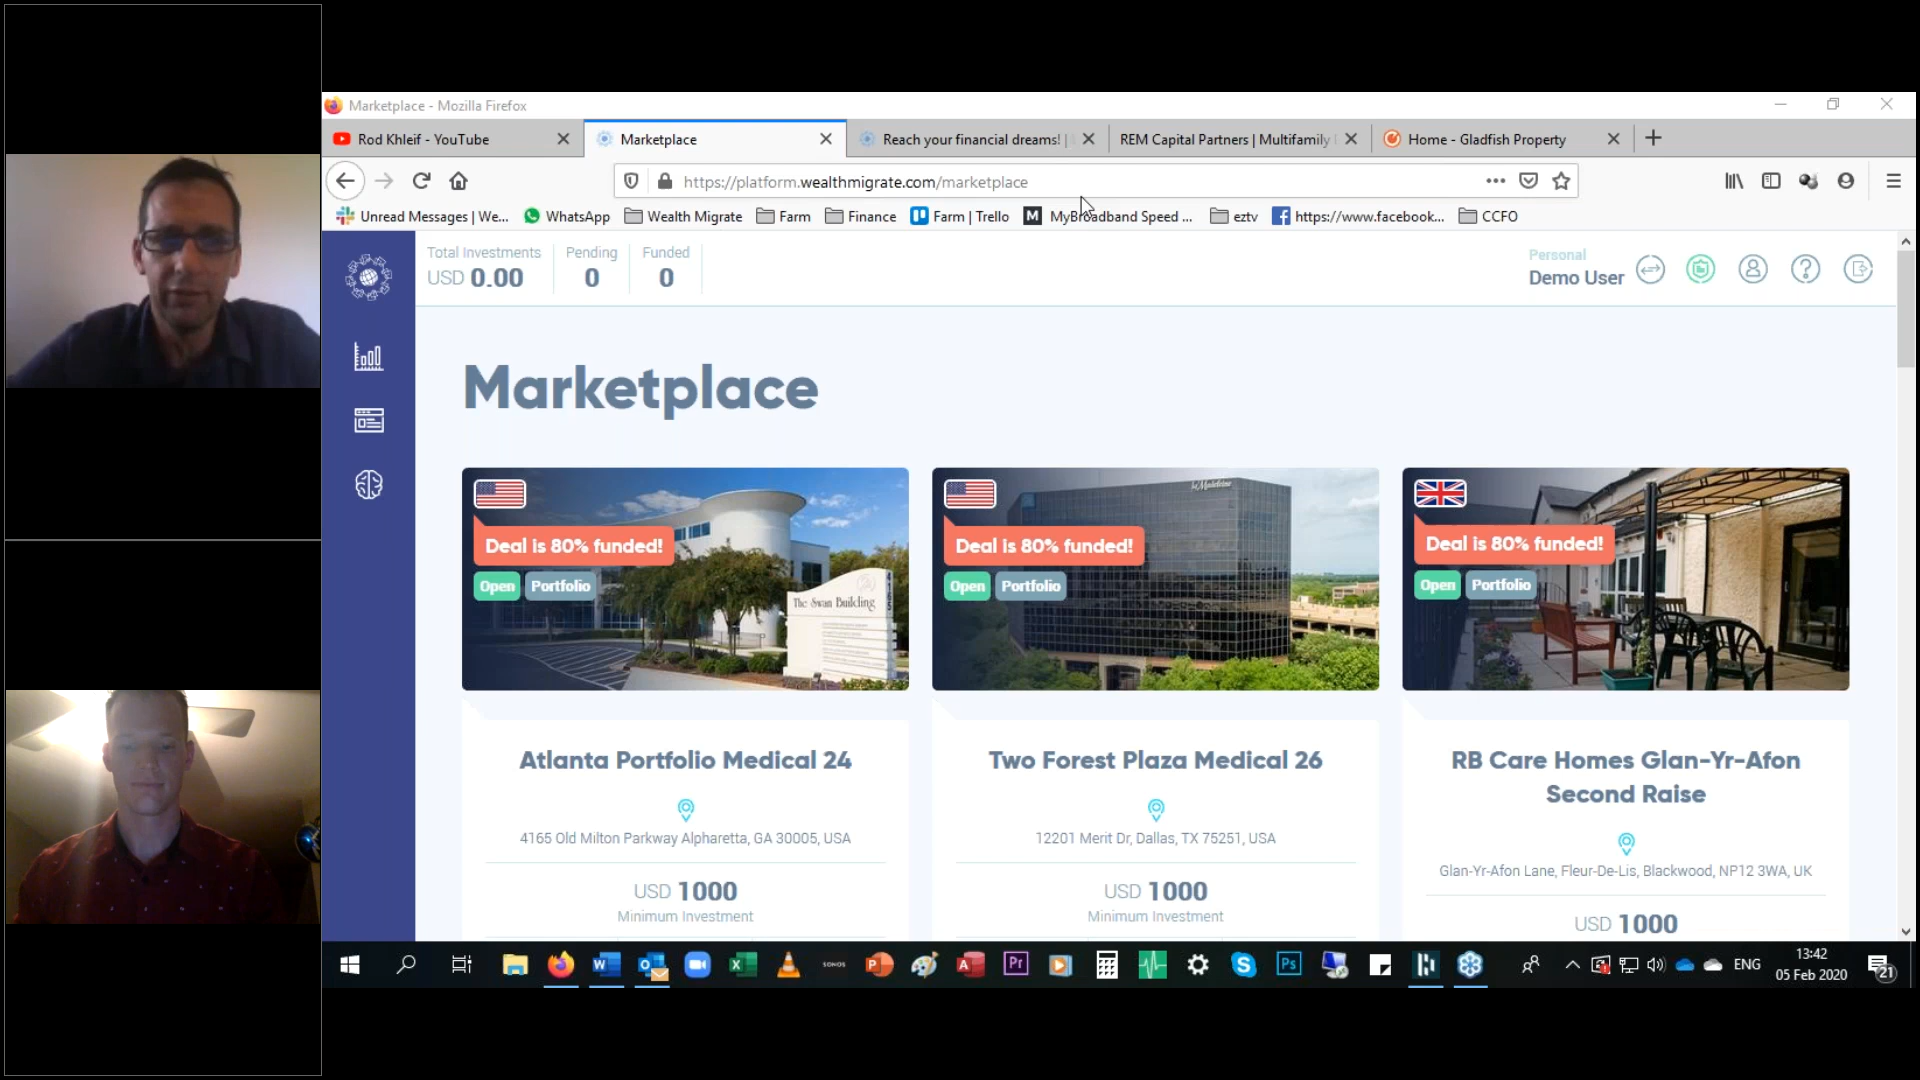 Marketplace - Mozilla Firefox
Rod Khleif - YouTube
Marketplace
Reach your financial dreams! |
REM Capital Partners | Multifamily
Home - Gladfish Property
https://platform.wealthmigrate.com/marketplace
Unread Messages | We...
WhatsApp
Wealth Migrate
Farm
Finance
Farm | Trello
M
MyBroadband Speed ...
eztv
https://www.facebook...
CCFO
Total Investments
USD 0.00
Pending
0
Funded
0
Personal
Demo User
Marketplace
Deal is 80% funded!
Open Portfolio
The Swan Building
4165
Atlanta Portfolio Medical 24
4165 Old Milton Parkway Alpharetta, GA 30005, USA
USD 1000
Minimum Investment
Deal is 80% funded!
Open Portfolio
Two Forest Plaza Medical 26
12201 Merit Dr, Dallas, TX 75251, USA
USD 1000
Minimum Investment
Deal is 80% funded!
Open Portfolio
RB Care Homes Glan-Yr-Afon
Second Raise
Glan-Yr-Afon Lane, Fleur-De-Lis, Blackwood, NP12 3WA, UK
USD 1000
SONOS
Pr
Ps
ENG
13:42
05 Feb 2020
21